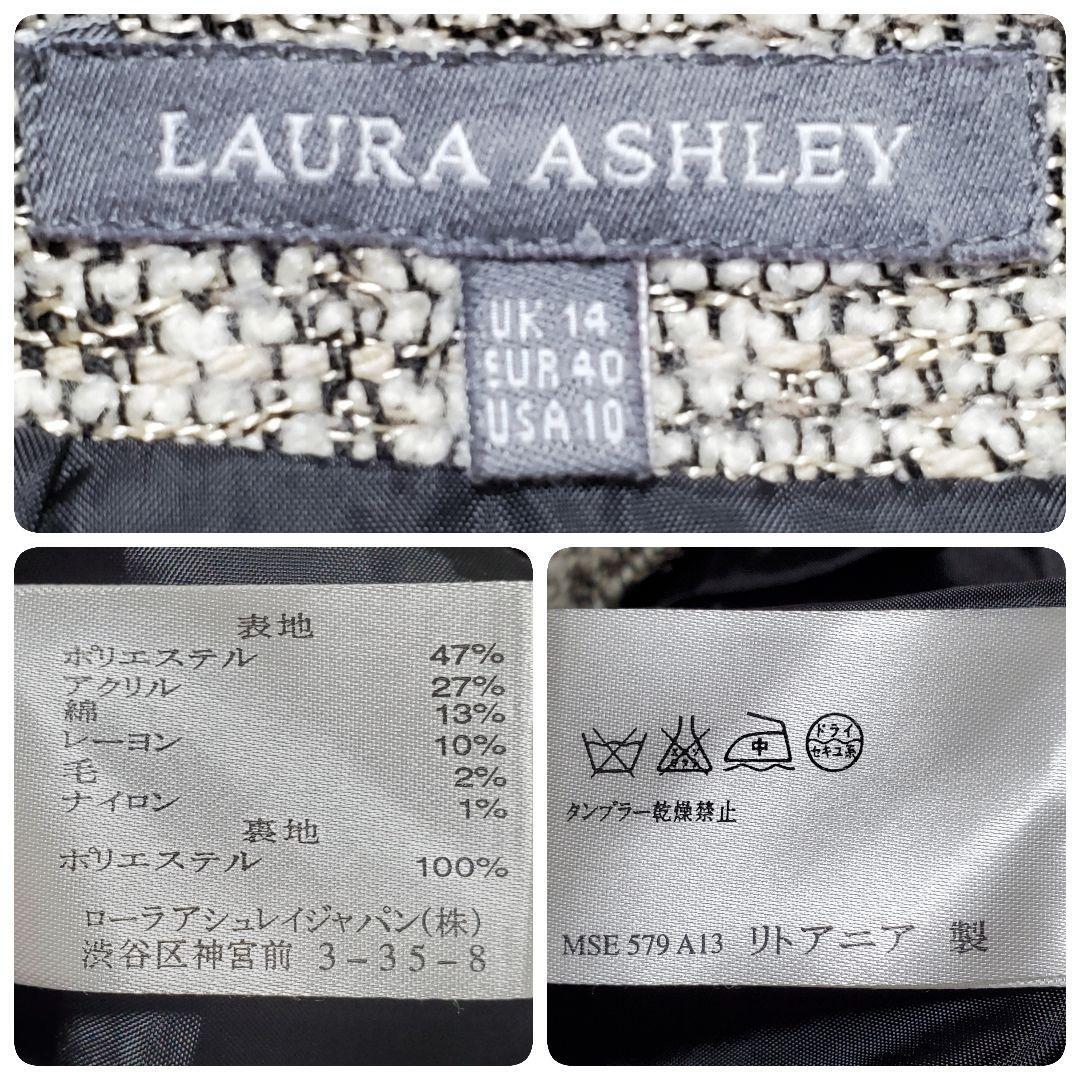 LAURA ASHLEY
UK 14
EUR 40
USA 10
表地
ポリエステル 47%
アクリル 27%
綿 13%
レーヨン 10%
毛 2%
ナイロン 1%
裏地
ポリエステル 100%
ローラアシュレイジャパン(株)
渋谷区神宮前 3-35-8
中
ドライ
セキユ系
タンブラー乾燥禁止
MSE 579 A13 リトアニア 製